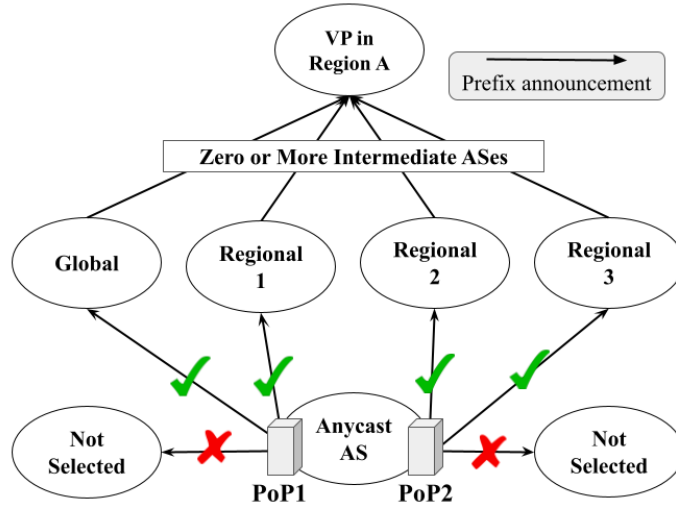 VP in
Region A
Prefix announcement
Zero or More Intermediate ASes
Global
Regional
1
Regional
2
Regional
3
Not
Selected
Anycast
AS
Not
Selected
PoP1
PoP2